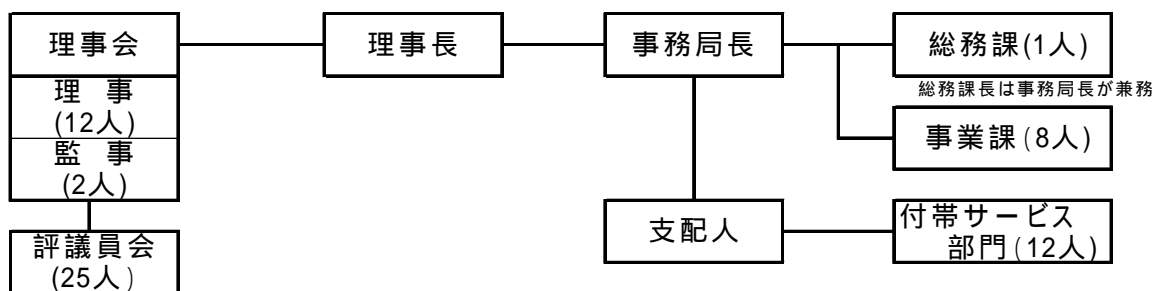 理事会
理事長
事務局長
総務課(1人)
総務課長は事務局長が兼務
理　事
(12人)
事業課(8人)
監　事
(2人)
支配人
付帯サービス
部門(12人)
評議員会
(25人)